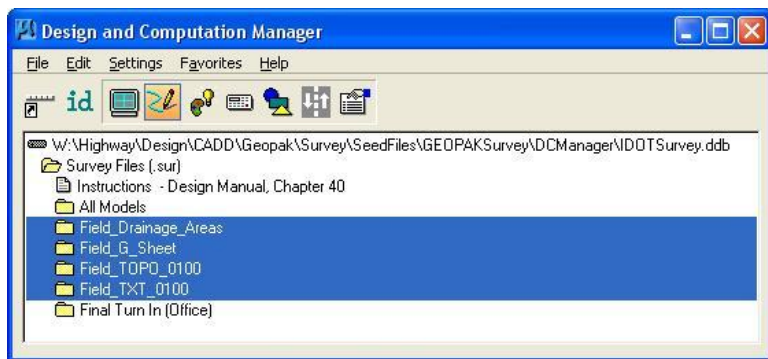 Design and Computation Manager
File Edit Settings Favorites Help
id
W:\Highway\Design\CADD\Geopak\Survey\SeedFiles\GEOPAKSurvey\DCManager\IDOTSurvey.ddb
Survey Files (.sur)
Instructions - Design Manual, Chapter 40
All Models
Field_Drainage_Areas
Field_G_Sheet
Field_TOPO_0100
Field_TXT_0100
Final Turn In (Office)